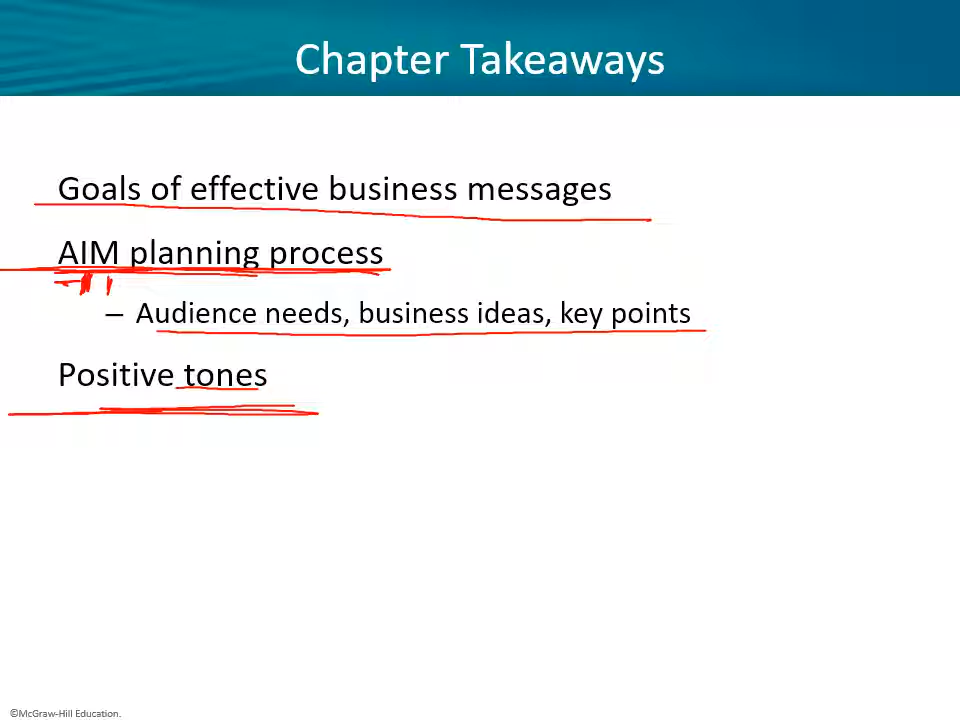 Chapter Takeaways
Goals of effective business messages
AIM planning process
– Audience needs, business ideas, key points
Positive tones
©McGraw-Hill Education.